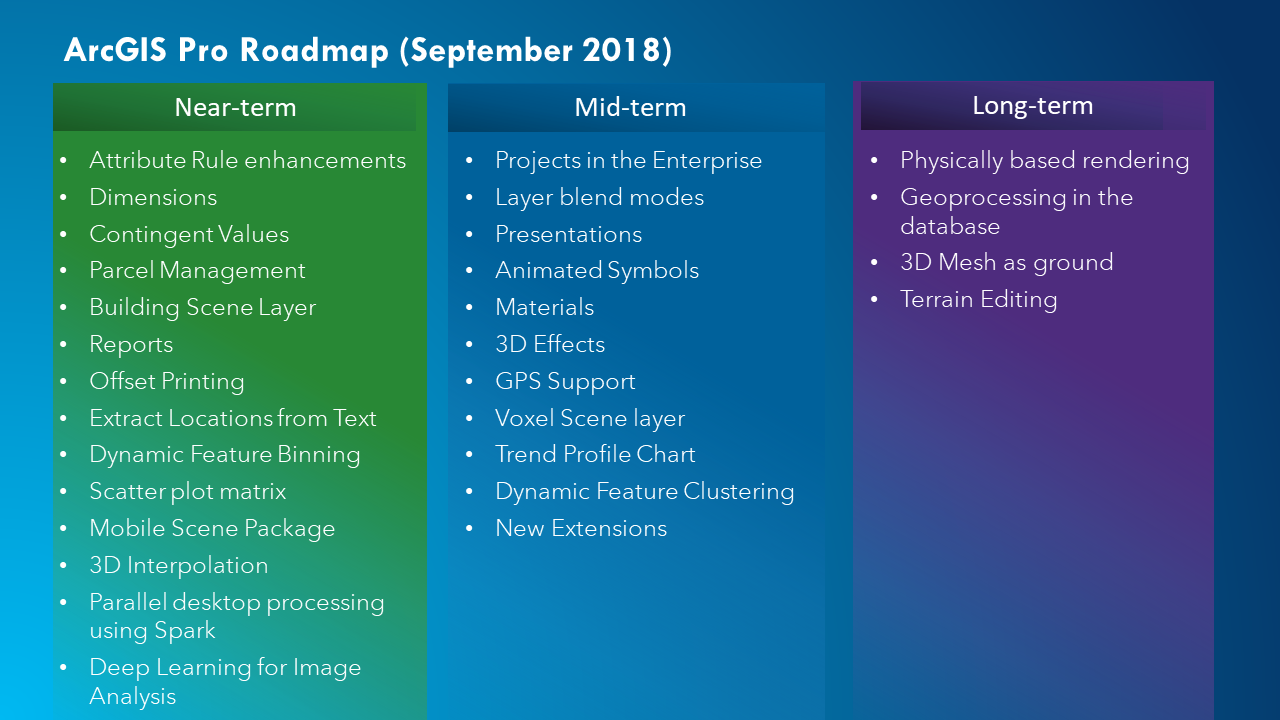 ArcGIS Pro Roadmap (September 2018)
Near-term
• Attribute Rule enhancements
• Dimensions
• Contingent Values
• Parcel Management
• Building Scene Layer
• Reports
• Offset Printing
• Extract Locations from Text
• Dynamic Feature Binning
• Scatter plot matrix
• Mobile Scene Package
• 3D Interpolation
• Parallel desktop processing
using Spark
• Deep Learning for Image
Analysis
Mid-term
• Projects in the Enterprise
• Layer blend modes
• Presentations
• Animated Symbols
• Materials
• 3D Effects
• GPS Support
• Voxel Scene layer
• Trend Profile Chart
• Dynamic Feature Clustering
• New Extensions
Long-term
• Physically based rendering
• Geoprocessing in the
database
• 3D Mesh as ground
• Terrain Editing